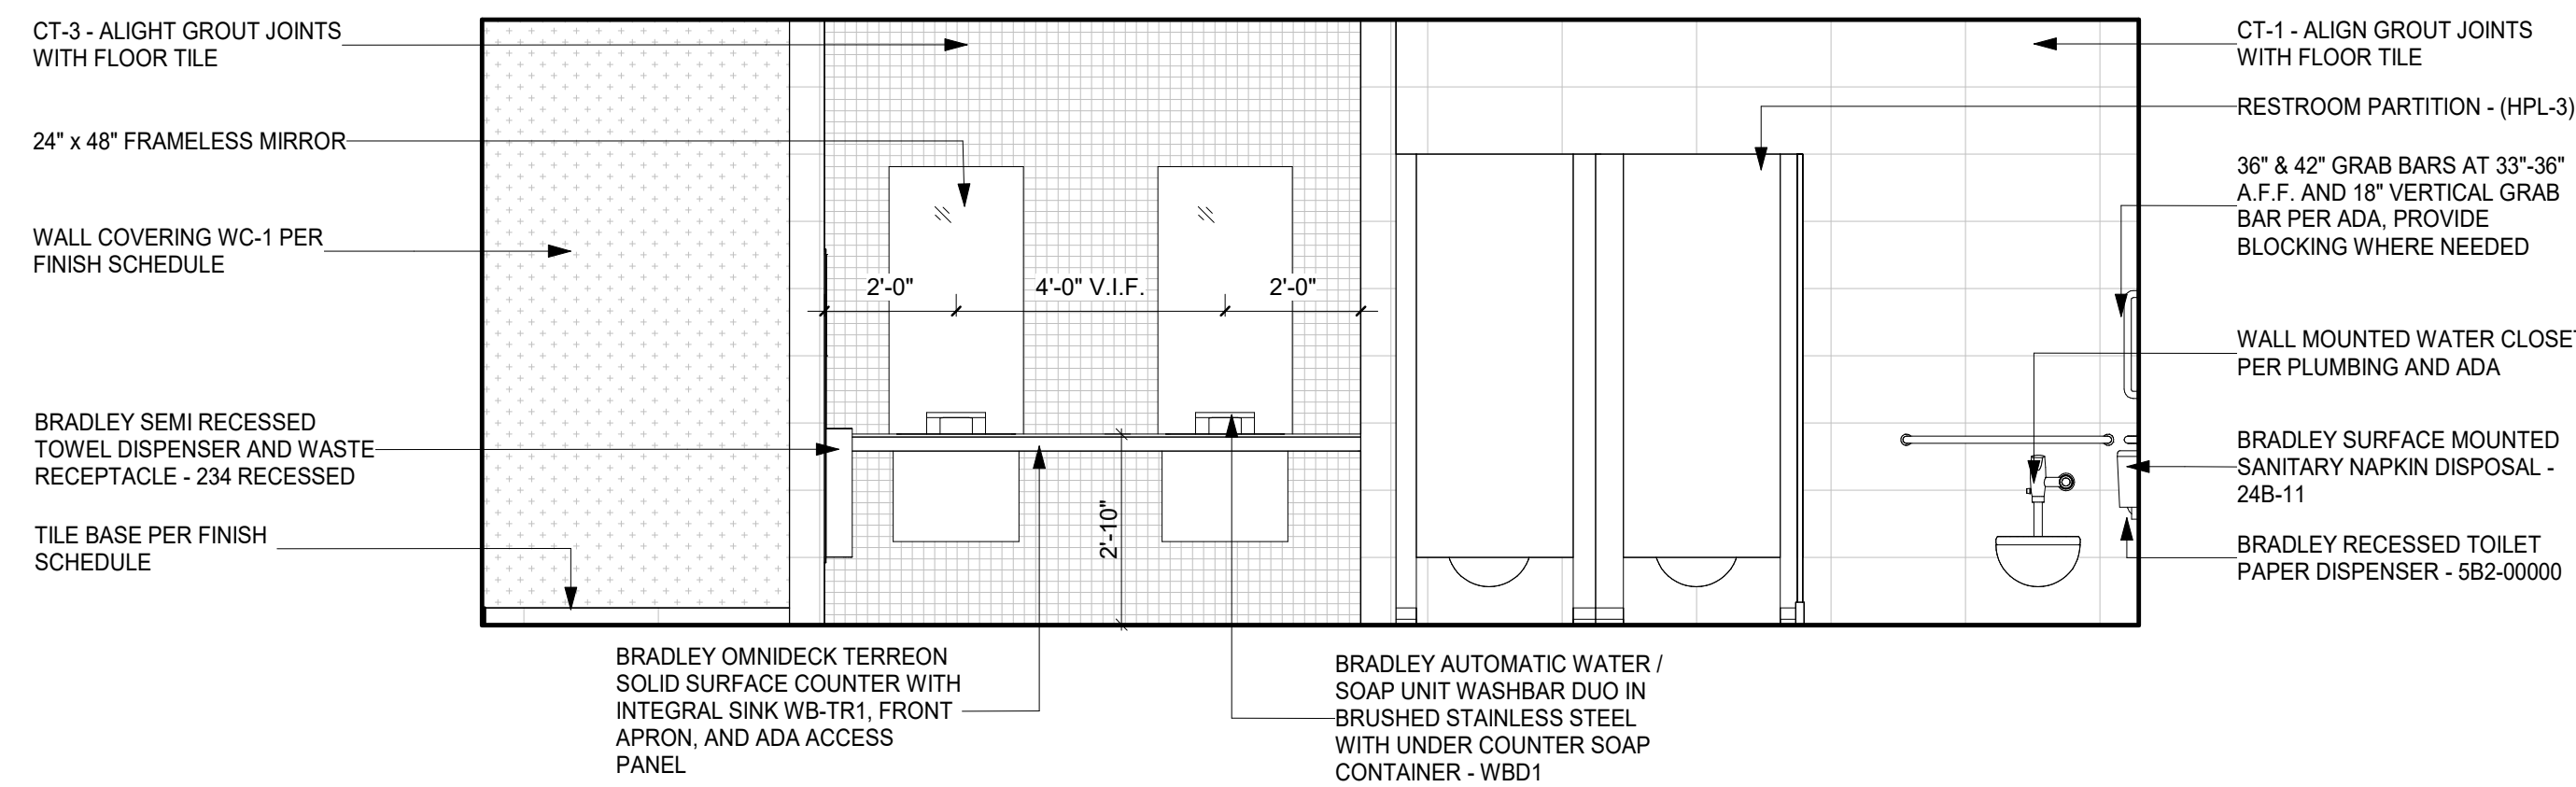 CT-3 - ALIGHT GROUT JOINTS
WITH FLOOR TILE
24" x 48" FRAMELESS MIRROR
WALL COVERING WC-1 PER
FINISH SCHEDULE
BRADLEY SEMI RECESSED
TOWEL DISPENSER AND WASTE
RECEPTACLE - 234 RECESSED
TILE BASE PER FINISH
SCHEDULE
2'-0"
4'-0" V.I.F.
2'-0"
2'-10"
BRADLEY OMNIDECK TERREON
SOLID SURFACE COUNTER WITH
INTEGRAL SINK WB-TR1, FRONT
APRON, AND ADA ACCESS
PANEL
BRADLEY AUTOMATIC WATER /
SOAP UNIT WASHBAR DUO IN
BRUSHED STAINLESS STEEL
WITH UNDER COUNTER SOAP
CONTAINER - WBD1
CT-1 - ALIGN GROUT JOINTS
WITH FLOOR TILE
RESTROOM PARTITION - (HPL-3)
36" & 42" GRAB BARS AT 33"-36"
A.F.F. AND 18" VERTICAL GRAB
BAR PER ADA, PROVIDE
BLOCKING WHERE NEEDED
WALL MOUNTED WATER CLOSET
PER PLUMBING AND ADA
BRADLEY SURFACE MOUNTED
SANITARY NAPKIN DISPOSAL -
24B-11
BRADLEY RECESSED TOILET
PAPER DISPENSER - 5B2-00000